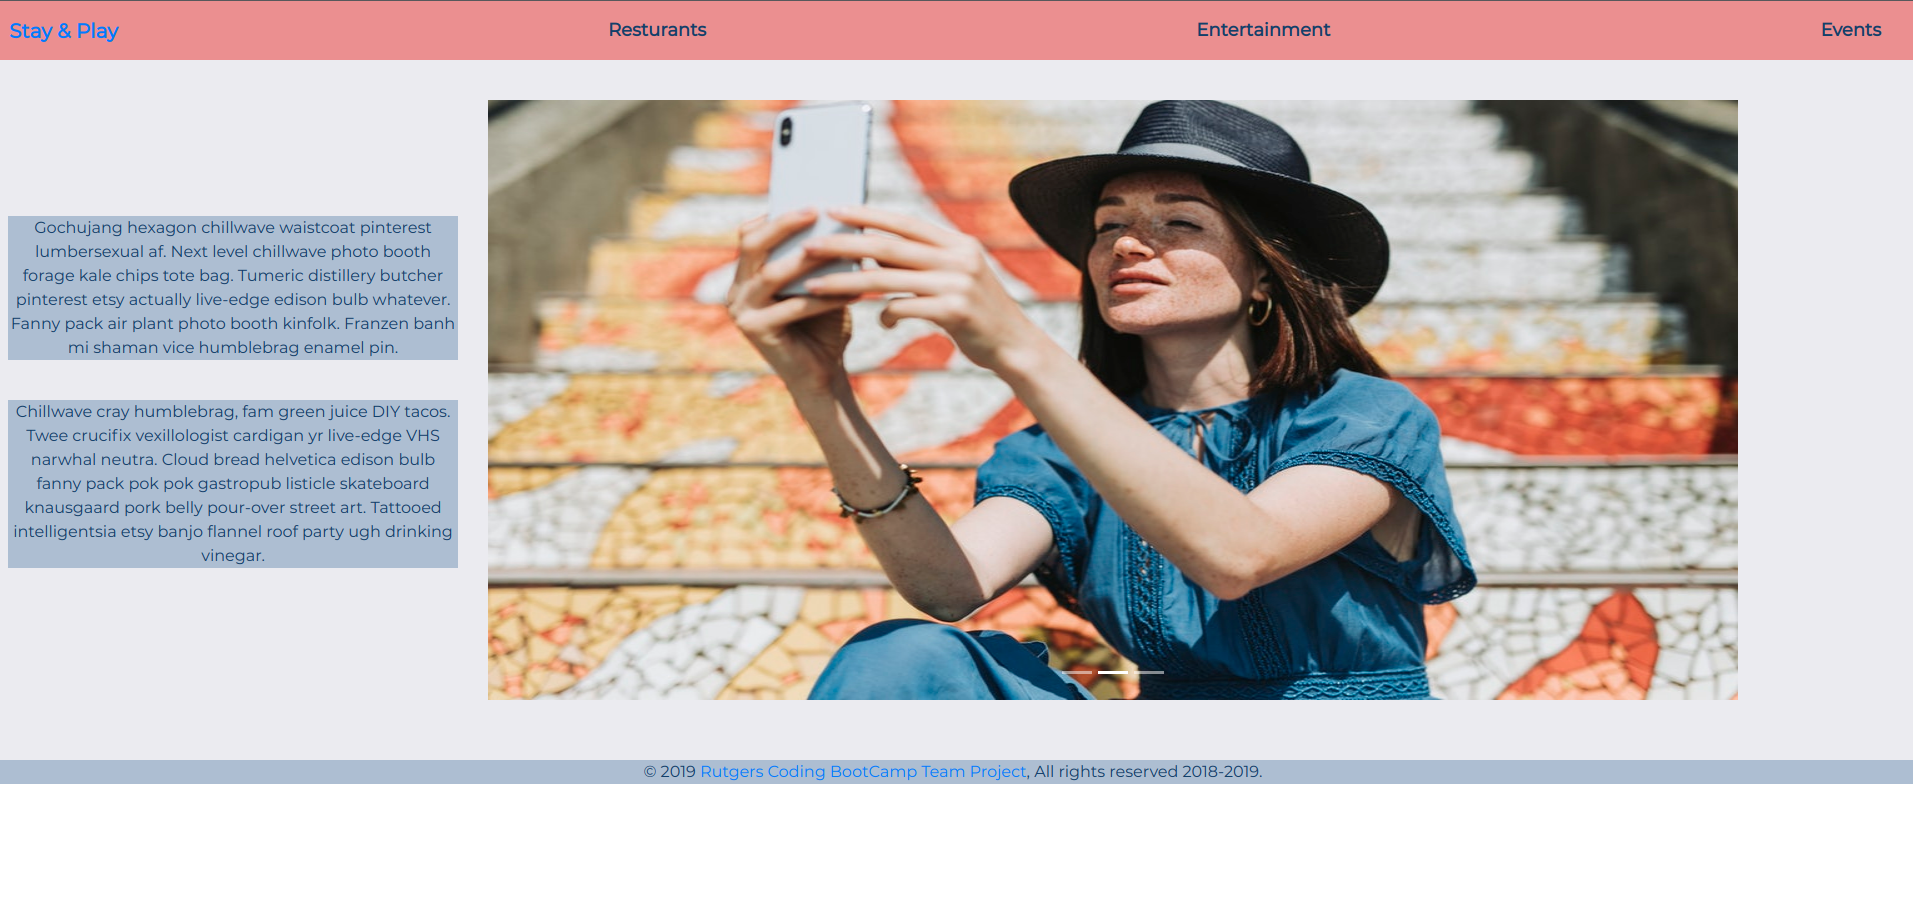 Stay & Play
Resturants
Entertainment
Events
Gochujang hexagon chillwave waistcoat pinterest
lumbersexual af. Next level chillwave photo booth
forage kale chips tote bag. Tumeric distillery butcher
pinterest etsy actually live-edge edison bulb whatever.
Fanny pack air plant photo booth kinfolk. Franzen banh
mi shaman vice humblebrag enamel pin.
Chillwave cray humblebrag, fam green juice DIY tacos.
Twee crucifix vexillologist cardigan yr live-edge VHS
narwhal neutra. Cloud bread helvetica edison bulb
fanny pack pok pok gastropub listicle skateboard
knausgaard pork belly pour-over street art. Tattooed
intelligentsia etsy banjo flannel roof party ugh drinking
vinegar.
© 2019 Rutgers Coding BootCamp Team Project, All rights reserved 2018-2019.